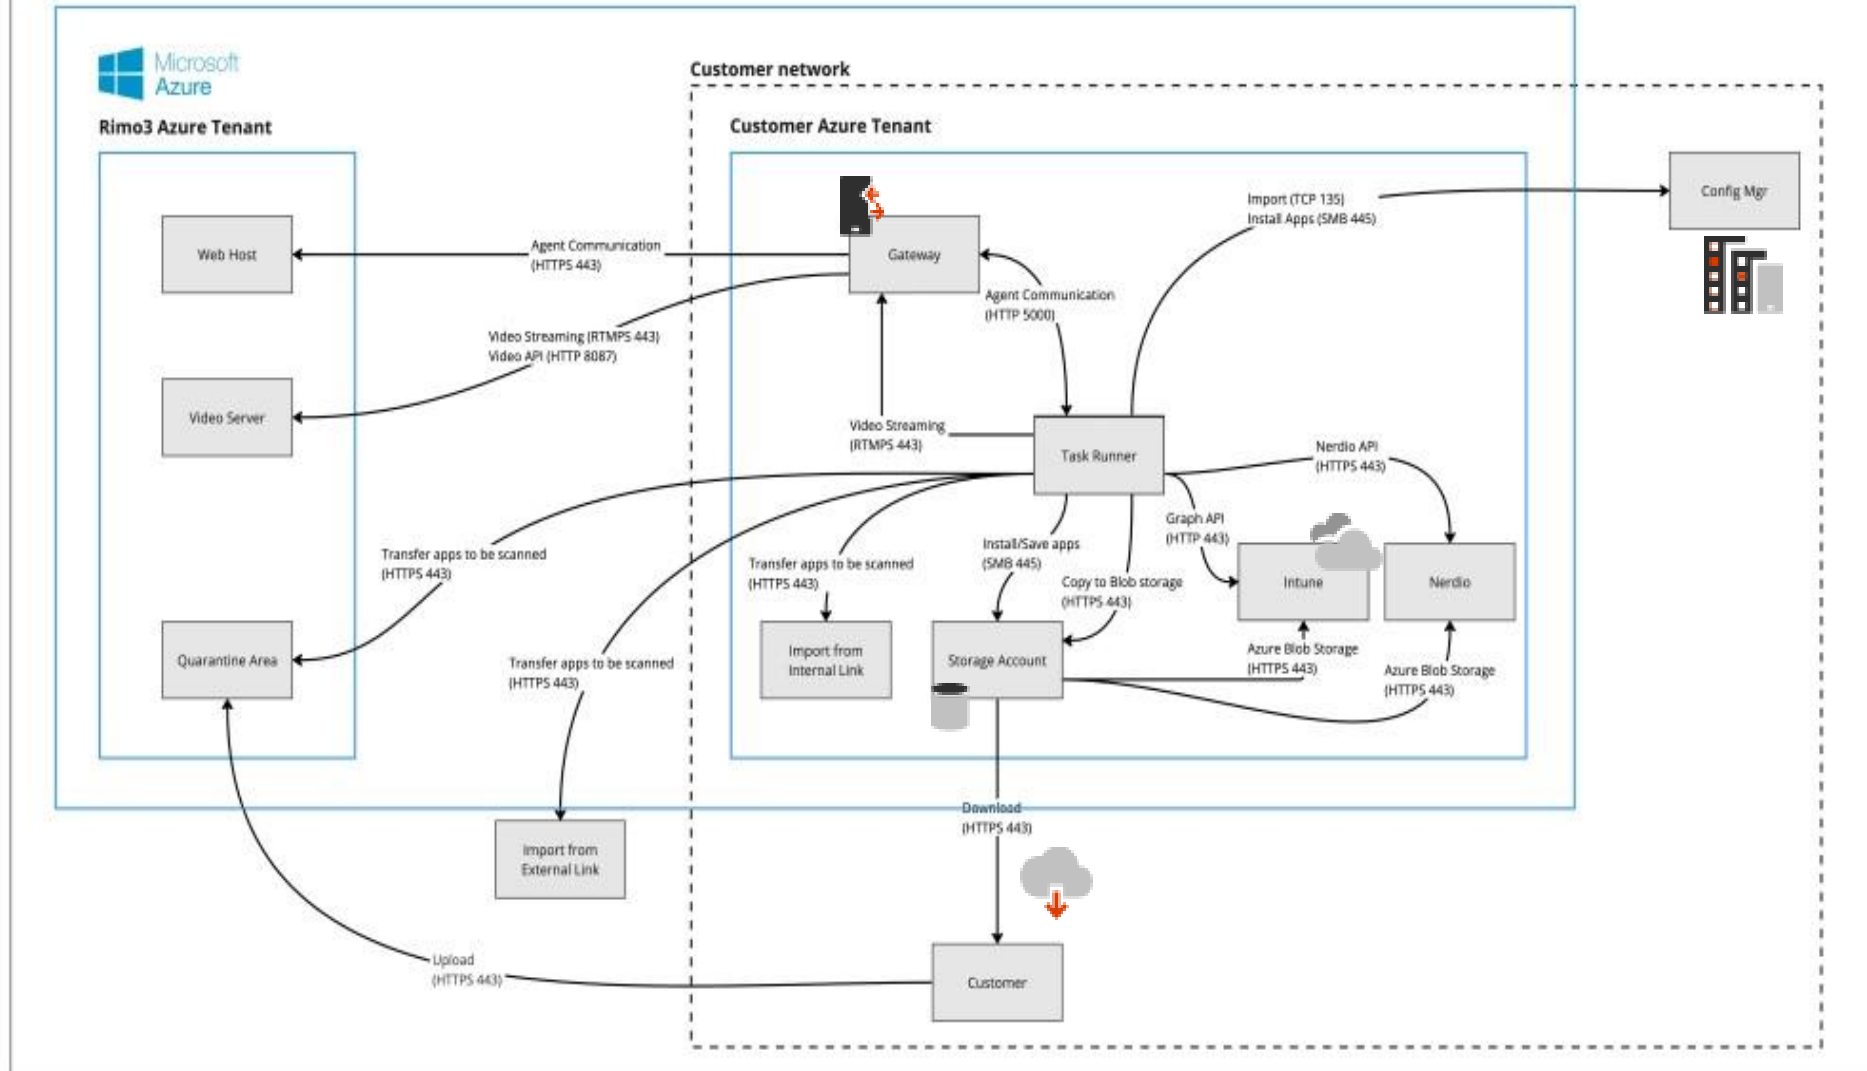 Microsoft
Azure
Customer network
Rimo3 Azure Tenant
Customer Azure Tenant
Config Mgr
Import (TCP 135)
Install Apps (SMB 445)
Web Host
Agent Communication
(HTTPS 443)
Gateway
Agent Communication
(HTTP 5000)
Video Streaming (RTMPS 443)
Video API (HTTP 8087)
Video Server
Video Streaming
(RTMPS 443)
Task Runner
Nerdio API
(HTTPS 443)
Graph API
(HTTP 443)
Transfer apps to be scanned
(HTTPS 443)
Transfer apps to be scanned
(HTTPS 443)
Install/Save apps
(SMB 445)
Copy to Blob storage
(HTTPS 443)
Intune
Nerdio
Quarantine Area
Transfer apps to be scanned
(HTTPS 443)
Import from
Internal Link
Storage Account
Azure Blob Storage
(HTTPS 443)
Azure Blob Storage
(HTTPS 443)
Import from
External Link
Download
(HTTPS 443)
Upload
(HTTPS 443)
Customer